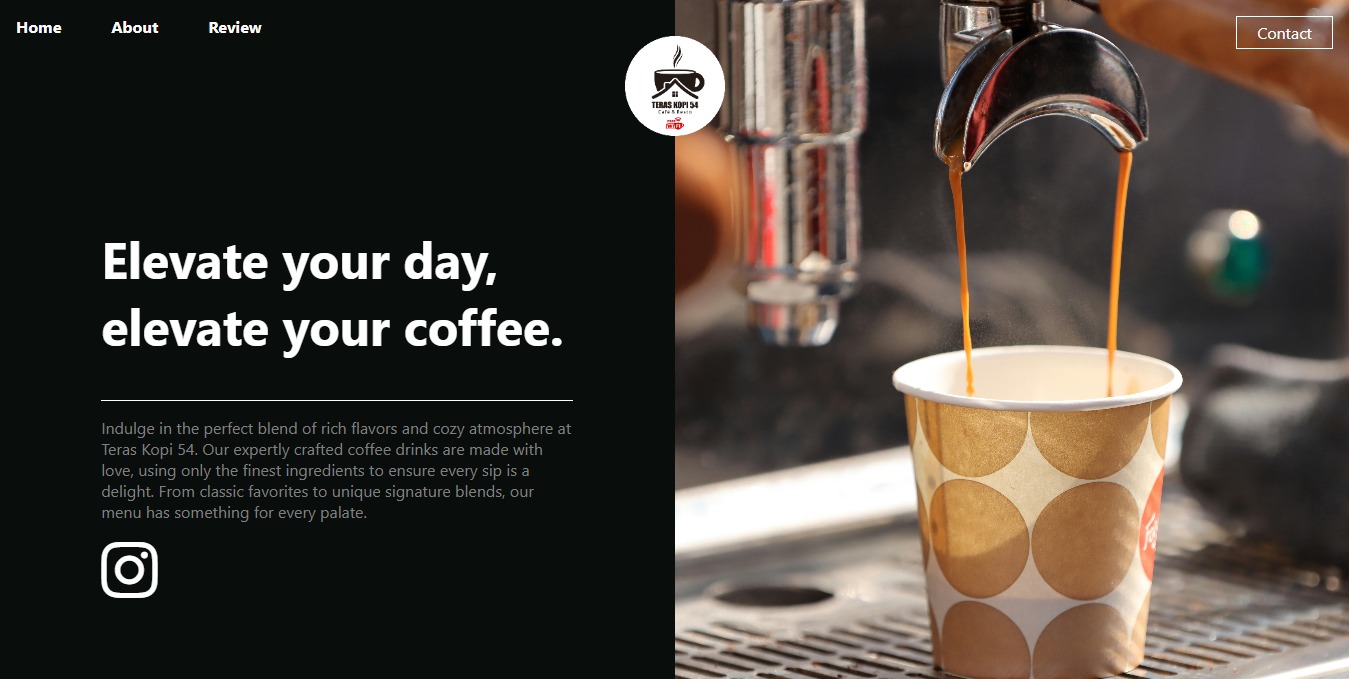 Home
About
Review
Contact
TERAS KOPI 54
Cafe & Resto
Elevate your day,
elevate your coffee.
Indulge in the perfect blend of rich flavors and cozy atmosphere at
Teras Kopi 54. Our expertly crafted coffee drinks are made with
love, using only the finest ingredients to ensure every sip is a
delight. From classic favorites to unique signature blends, our
menu has something for every palate.